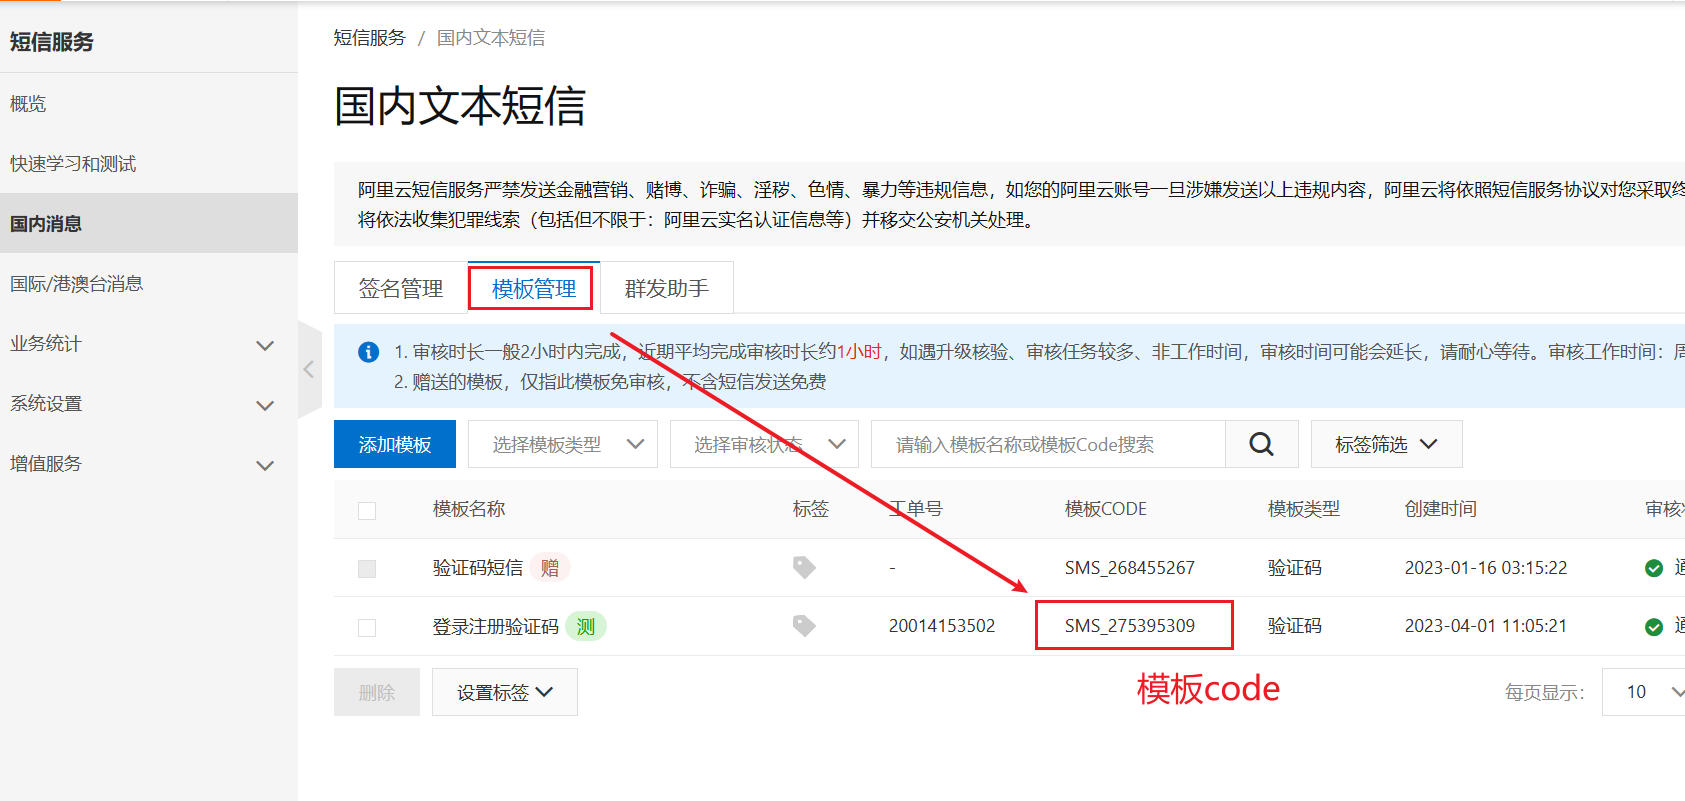 短信服务
概览
快速学习和测试
国内消息
国际/港澳台消息
业务统计
系统设置
增值服务
短信服务 / 国内文本短信
国内文本短信
阿里云短信服务严禁发送金融营销、赌博、诈骗、淫秽、色情、暴力等违规信息，如您的阿里云账号一旦涉嫌发送以上违规内容，阿里云将依照短信服务协议对您采取终
将依法收集犯罪线索（包括但不限于：阿里云实名认证信息等）并移交公安机关处理。
签名管理 模板管理 群发助手
1. 审核时长一般2小时内完成，近期平均完成审核时长约1小时，如遇升级核验、审核任务较多、非工作时间，审核时间可能会延长，请耐心等待。审核工作时间：周
2. 赠送的模板，仅指此模板免审核，不含短信发送免费
添加模板 选择模板类型 选择审核状态 请输入模板名称或模板Code搜索 标签筛选
模板名称 标签 工单号 模板CODE 模板类型 创建时间 审核
验证码短信 赠 - SMS_268455267 验证码 2023-01-16 03:15:22
登录注册验证码 测 20014153502 SMS_275395309 验证码 2023-04-01 11:05:21
模板code
删除 设置标签 每页显示： 10